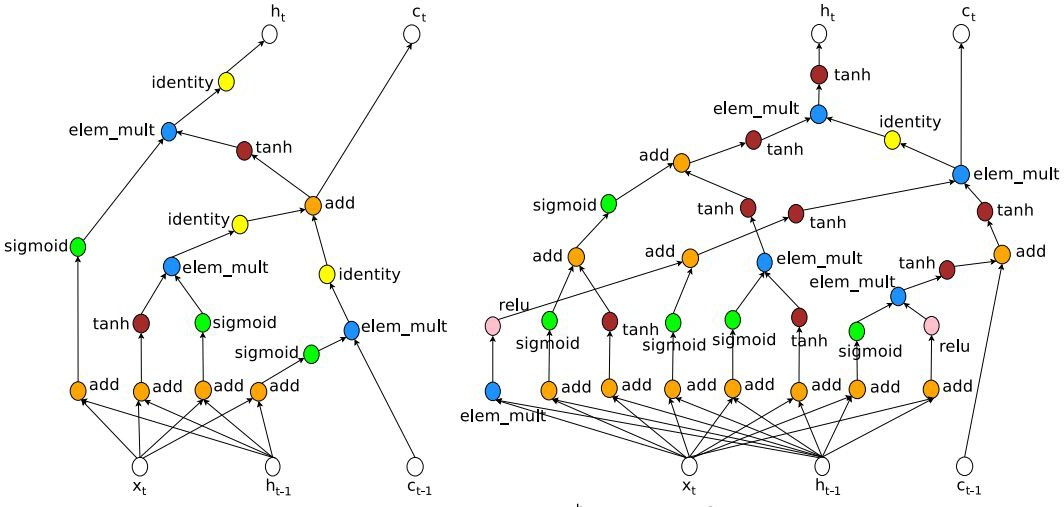 h_t c_t h_t c_t
identity tanh
elem_mult elem_mult
tanh identity
add tanh
add elem_mult
identity sigmoid tanh tanh
sigmoid add add elem_mult add
elem_mult tanh
identity elem_mult
relu
tanh sigmoid elem_mult sigmoid tanh sigmoid sigmoid tanh sigmoid relu
sigmoid
add add add add add add add add add add add
elem_mult
x_t h_t-1 c_t-1 x_t h_t-1 c_t-1